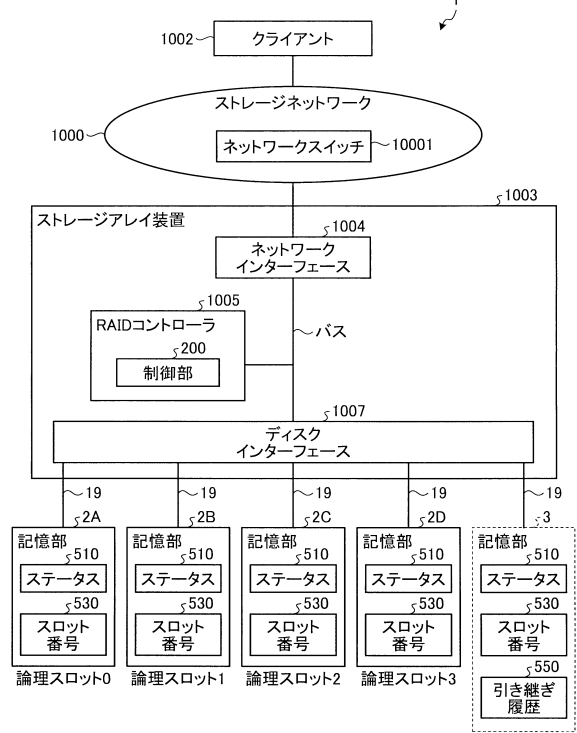 1
1002
クライアント
ストレージネットワーク
1000
ネットワークスイッチ
10001
1003
ストレージアレイ装置
1004
ネットワーク
インターフェース
1005
RAIDコントローラ
200
制御部
バス
1007
ディスク
インターフェース
19 19 19 19 19
2A 2B 2C 2D 3
記憶部 記憶部 記憶部 記憶部 記憶部
510 510 510 510 510
ステータス ステータス ステータス ステータス ステータス
530 530 530 530 530
スロット スロット スロット スロット スロット
番号 番号 番号 番号 番号
論理スロット0 論理スロット1 論理スロット2 論理スロット3
550
引き継ぎ
履歴